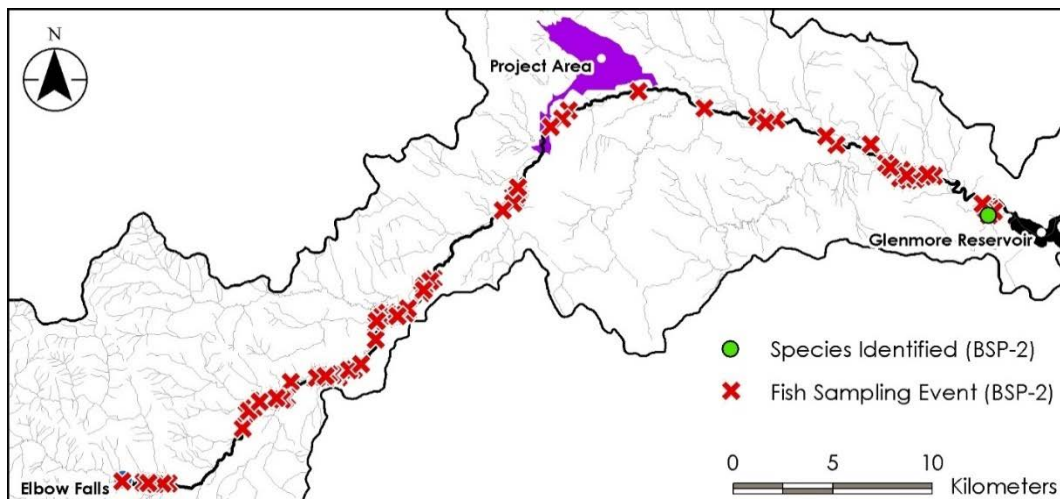 N
Project Area
Glenmore Reservoir
Species Identified (BSP-2)
Fish Sampling Event (BSP-2)
Elbow Falls
0 5 10
Kilometers